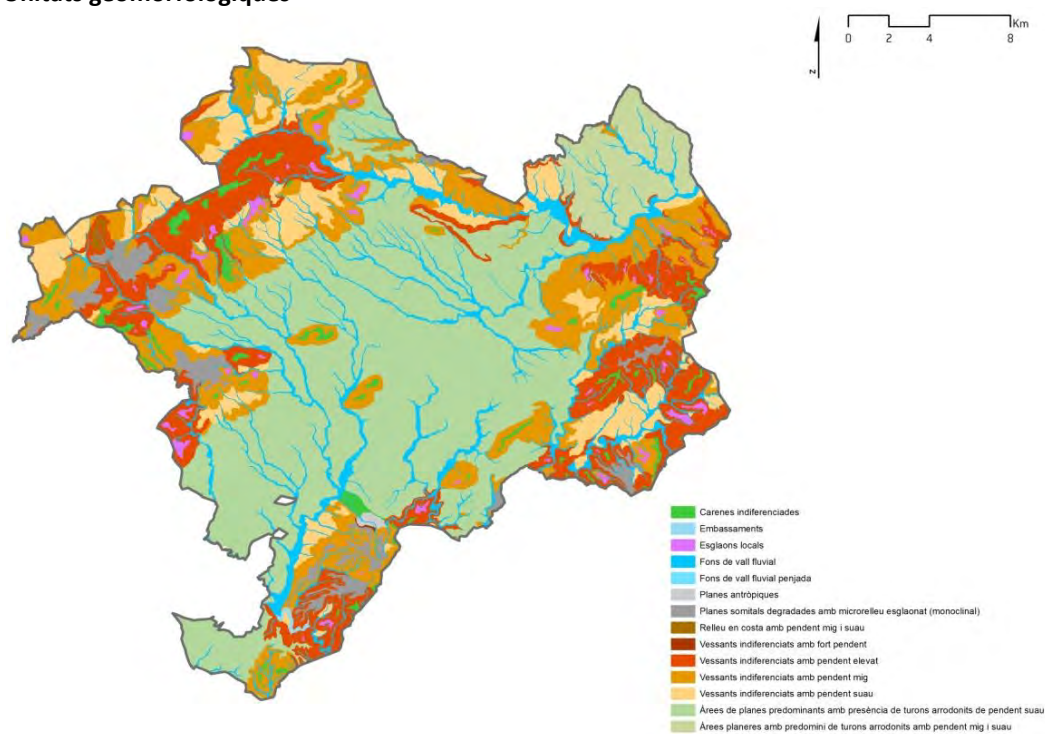 Unitats geomorfològiques
Km
0 2 4 8
N
Carenes indiferenciades
Embassaments
Esglaons locals
Fons de vall fluvial
Fons de vall fluvial penjada
Planes antròpiques
Planes somitals degradades amb microrelleu esglaonat (monoclinal)
Relleu en costa amb pendent mig i suau
Vessants indiferenciats amb fort pendent
Vessants indiferenciats amb pendent elevat
Vessants indiferenciats amb pendent mig
Vessants indiferenciats amb pendent suau
Àrees de planes predominants amb presència de turons arrodonits de pendent suau
Àrees planeres amb predomini de turons arrodonits amb pendent mig i suau